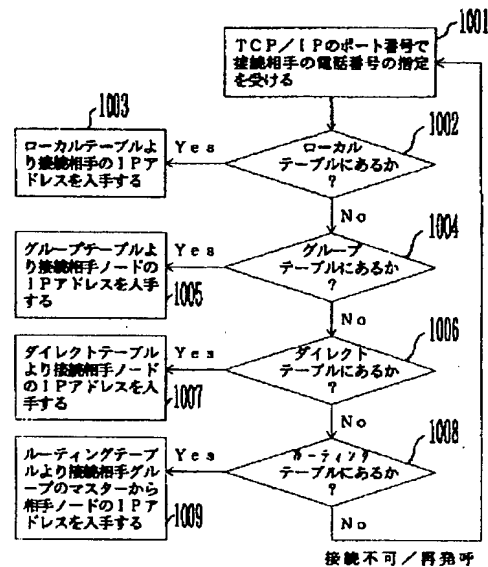 1001
TCP/IPのポート番号で
接続相手の電話番号の指定
を受ける
1003
ローカルテーブルより
接続相手のIPア
ドレスを入手する
Yes
1002
ローカル
テーブルにあるか
?
No
グループテーブルよ
り接続相手ノードの
IPアドレスを入手
する
1005
Yes
1004
グループ
テーブルにあるか
?
No
ダイレクトテーブル
より接続相手ノード
のIPアドレスを入
手する
1007
Yes
1006
ダイレクト
テーブルにあるか
?
No
ルーティングテーブ
ルより接続相手グル
ープのマスターから
相手ノードのIPア
ドレスを入手する
1009
Yes
1008
ルーティング
テーブルにあるか
?
No
接続不可/再発呼